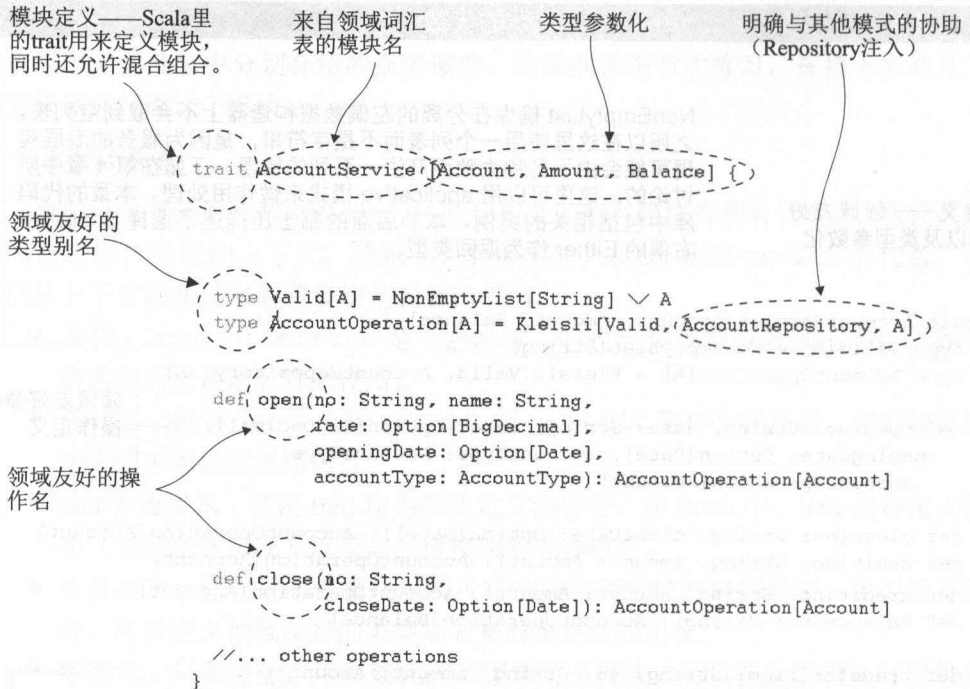 模块定义——Scala里
的trait用来定义模块，
同时还允许混合组合。
来自领域词汇
表的模块名
类型参数化
明确与其他模式的协助
（Repository注入）
trait AccountService [Account, Amount, Balance] {
领域友好的
类型别名
type Valid[A] = NonEmptyList[String] \/ A
type AccountOperation[A] = Kleisli[Valid, AccountRepository, A]
def open(no: String, name: String,
rate: Option[BigDecimal].
openingDate: Option[Date],
accountType: AccountType): AccountOperation[Account]
领域友好的操
作名
def close(no: String,
closeDate: Option[Date]): AccountOperation[Account]
//... other operations
}